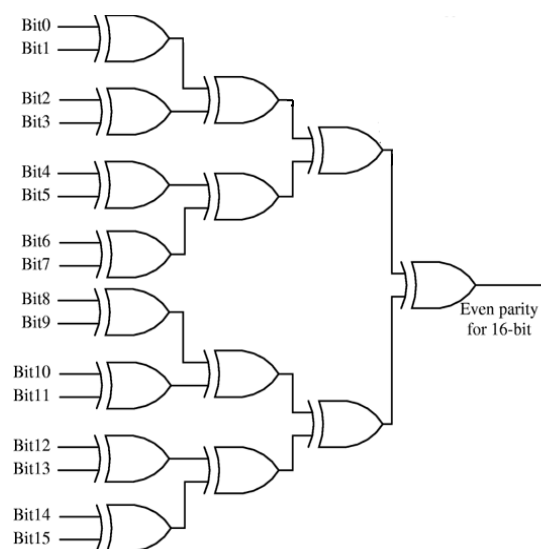 Bit0
Bit1
Bit2
Bit3
Bit4
Bit5
Bit6
Bit7
Bit8
Bit9
Even parity
for 16-bit
Bit10
Bit11
Bit12
Bit13
Bit14
Bit15